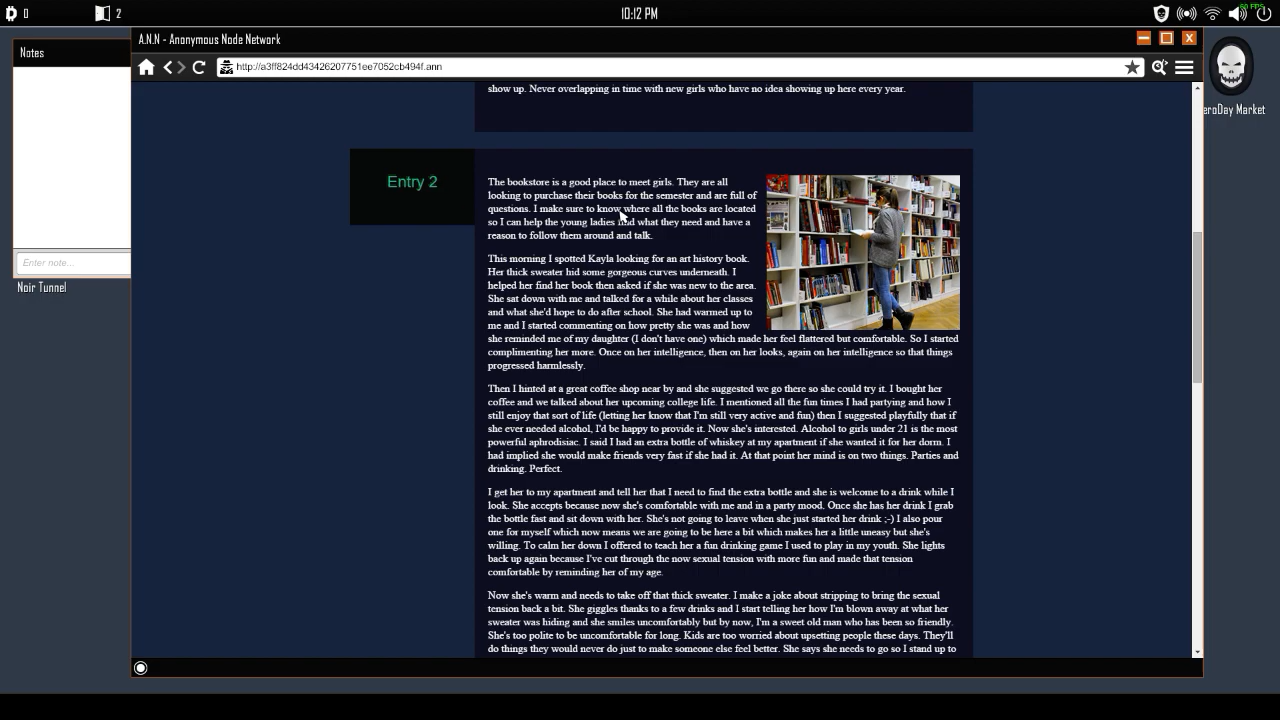 0
2
10:12 PM
60 FPS
Notes
A.N.N - Anonymous Node Network
http://a3ff824dd43426207751ee7052cb494f.ann
eroDay Market
Enter note...
Noir Tunnel
show up. Never overlapping in time with new girls who have no idea showing up here every year.
Entry 2
The bookstore is a good place to meet girls. They are all
looking to purchase their books for the semester and are full of
questions. I make sure to know where all the books are located
so I can help the young ladies find what they need and have a
reason to follow them around and talk.
This morning I spotted Kayla looking for an art history book.
Her thick sweater hid some gorgeous curves underneath. I
helped her find her book then asked if she was new to the area.
She sat down with me and talked for a while about her classes
and what she'd hope to do after school. She had warmed up to
me and I started commenting on how pretty she was and how
she reminded me of my daughter (I don't have one) which made her feel flattered but comfortable. So I started
complimenting her more. Once on her intelligence, then on her looks, again on her intelligence so that things
progressed harmlessly.
Then I hinted at a great coffee shop near by and she suggested we go there so she could try it. I bought her
coffee and we talked about her upcoming college life. I mentioned all the fun times I had partying and how I
still enjoy that sort of life (letting her know that I'm still very active and fun) then I suggested playfully that if
she ever needed alcohol, I'd be happy to provide it. Now she's interested. Alcohol to girls under 21 is the most
powerful aphrodisiac. I said I had an extra bottle of whiskey at my apartment if she wanted it for her dorm. I
had implied she would make friends very fast if she had it. At that point her mind is on two things. Parties and
drinking. Perfect.
I get her to my apartment and tell her that I need to find the extra bottle and she is welcome to a drink while I
look. She accepts because now she's comfortable with me and in a party mood. Once she has her drink I grab
the bottle fast and sit down with her. She's not going to leave when she just started her drink ;-) I also pour
one for myself which now means we are going to be here a bit which makes her a little uneasy but she's
willing. To calm her down I offered to teach her a fun drinking game I used to play in my youth. She lights
back up again because I've cut through the now sexual tension with more fun and made that tension
comfortable by reminding her of my age.
Now she's warm and needs to take off that thick sweater. I make a joke about stripping to bring the sexual
tension back a bit. She giggles thanks to a few drinks and I start telling her how I'm blown away at what her
sweater was hiding and she smiles uncomfortably but by now, I'm a sweet old man who has been so friendly.
She's too polite to be uncomfortable for long. Kids are too worried about upsetting people these days. They'll
do things they would never do just to make someone else feel better. She says she needs to go so I stand up to